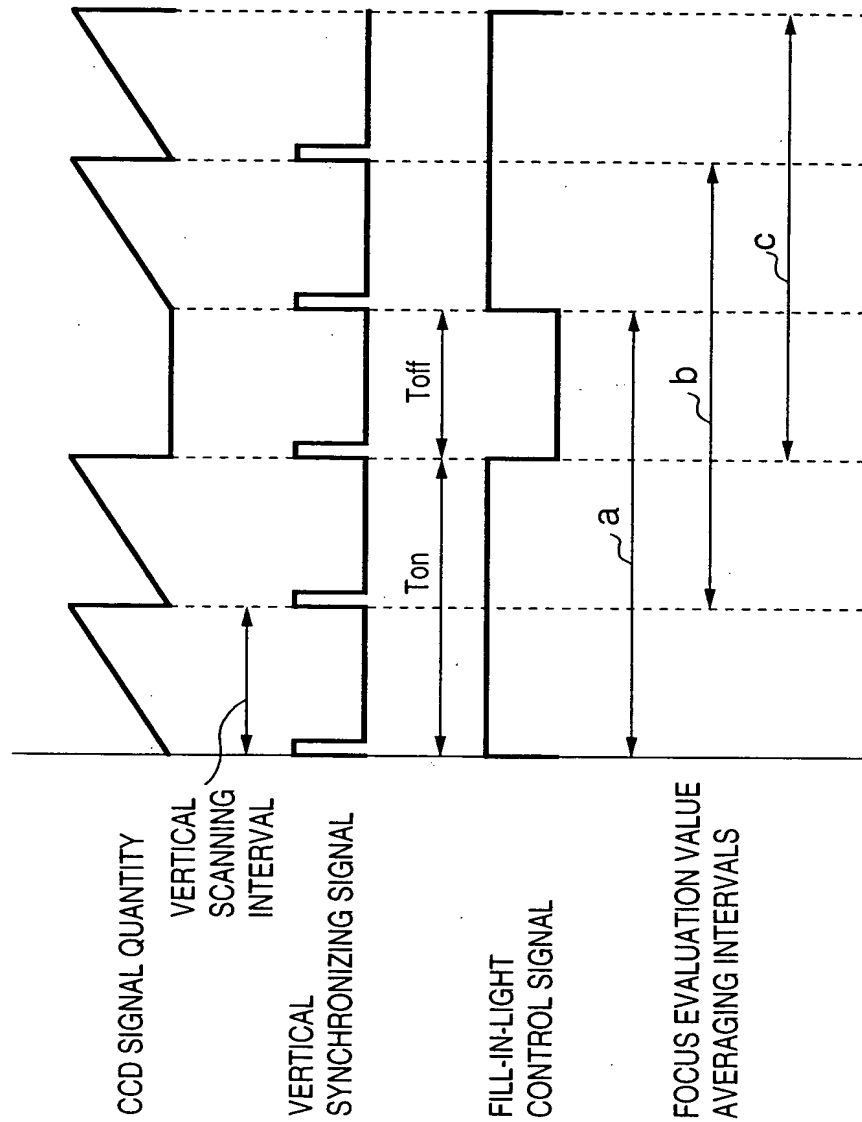 CCD SIGNAL QUANTITY
VERTICAL
SCANNING
INTERVAL
VERTICAL
SYNCHRONIZING SIGNAL
Ton
Toff
FILL-IN-LIGHT
CONTROL SIGNAL
FOCUS EVALUATION VALUE
AVERAGING INTERVALS
a
b
c